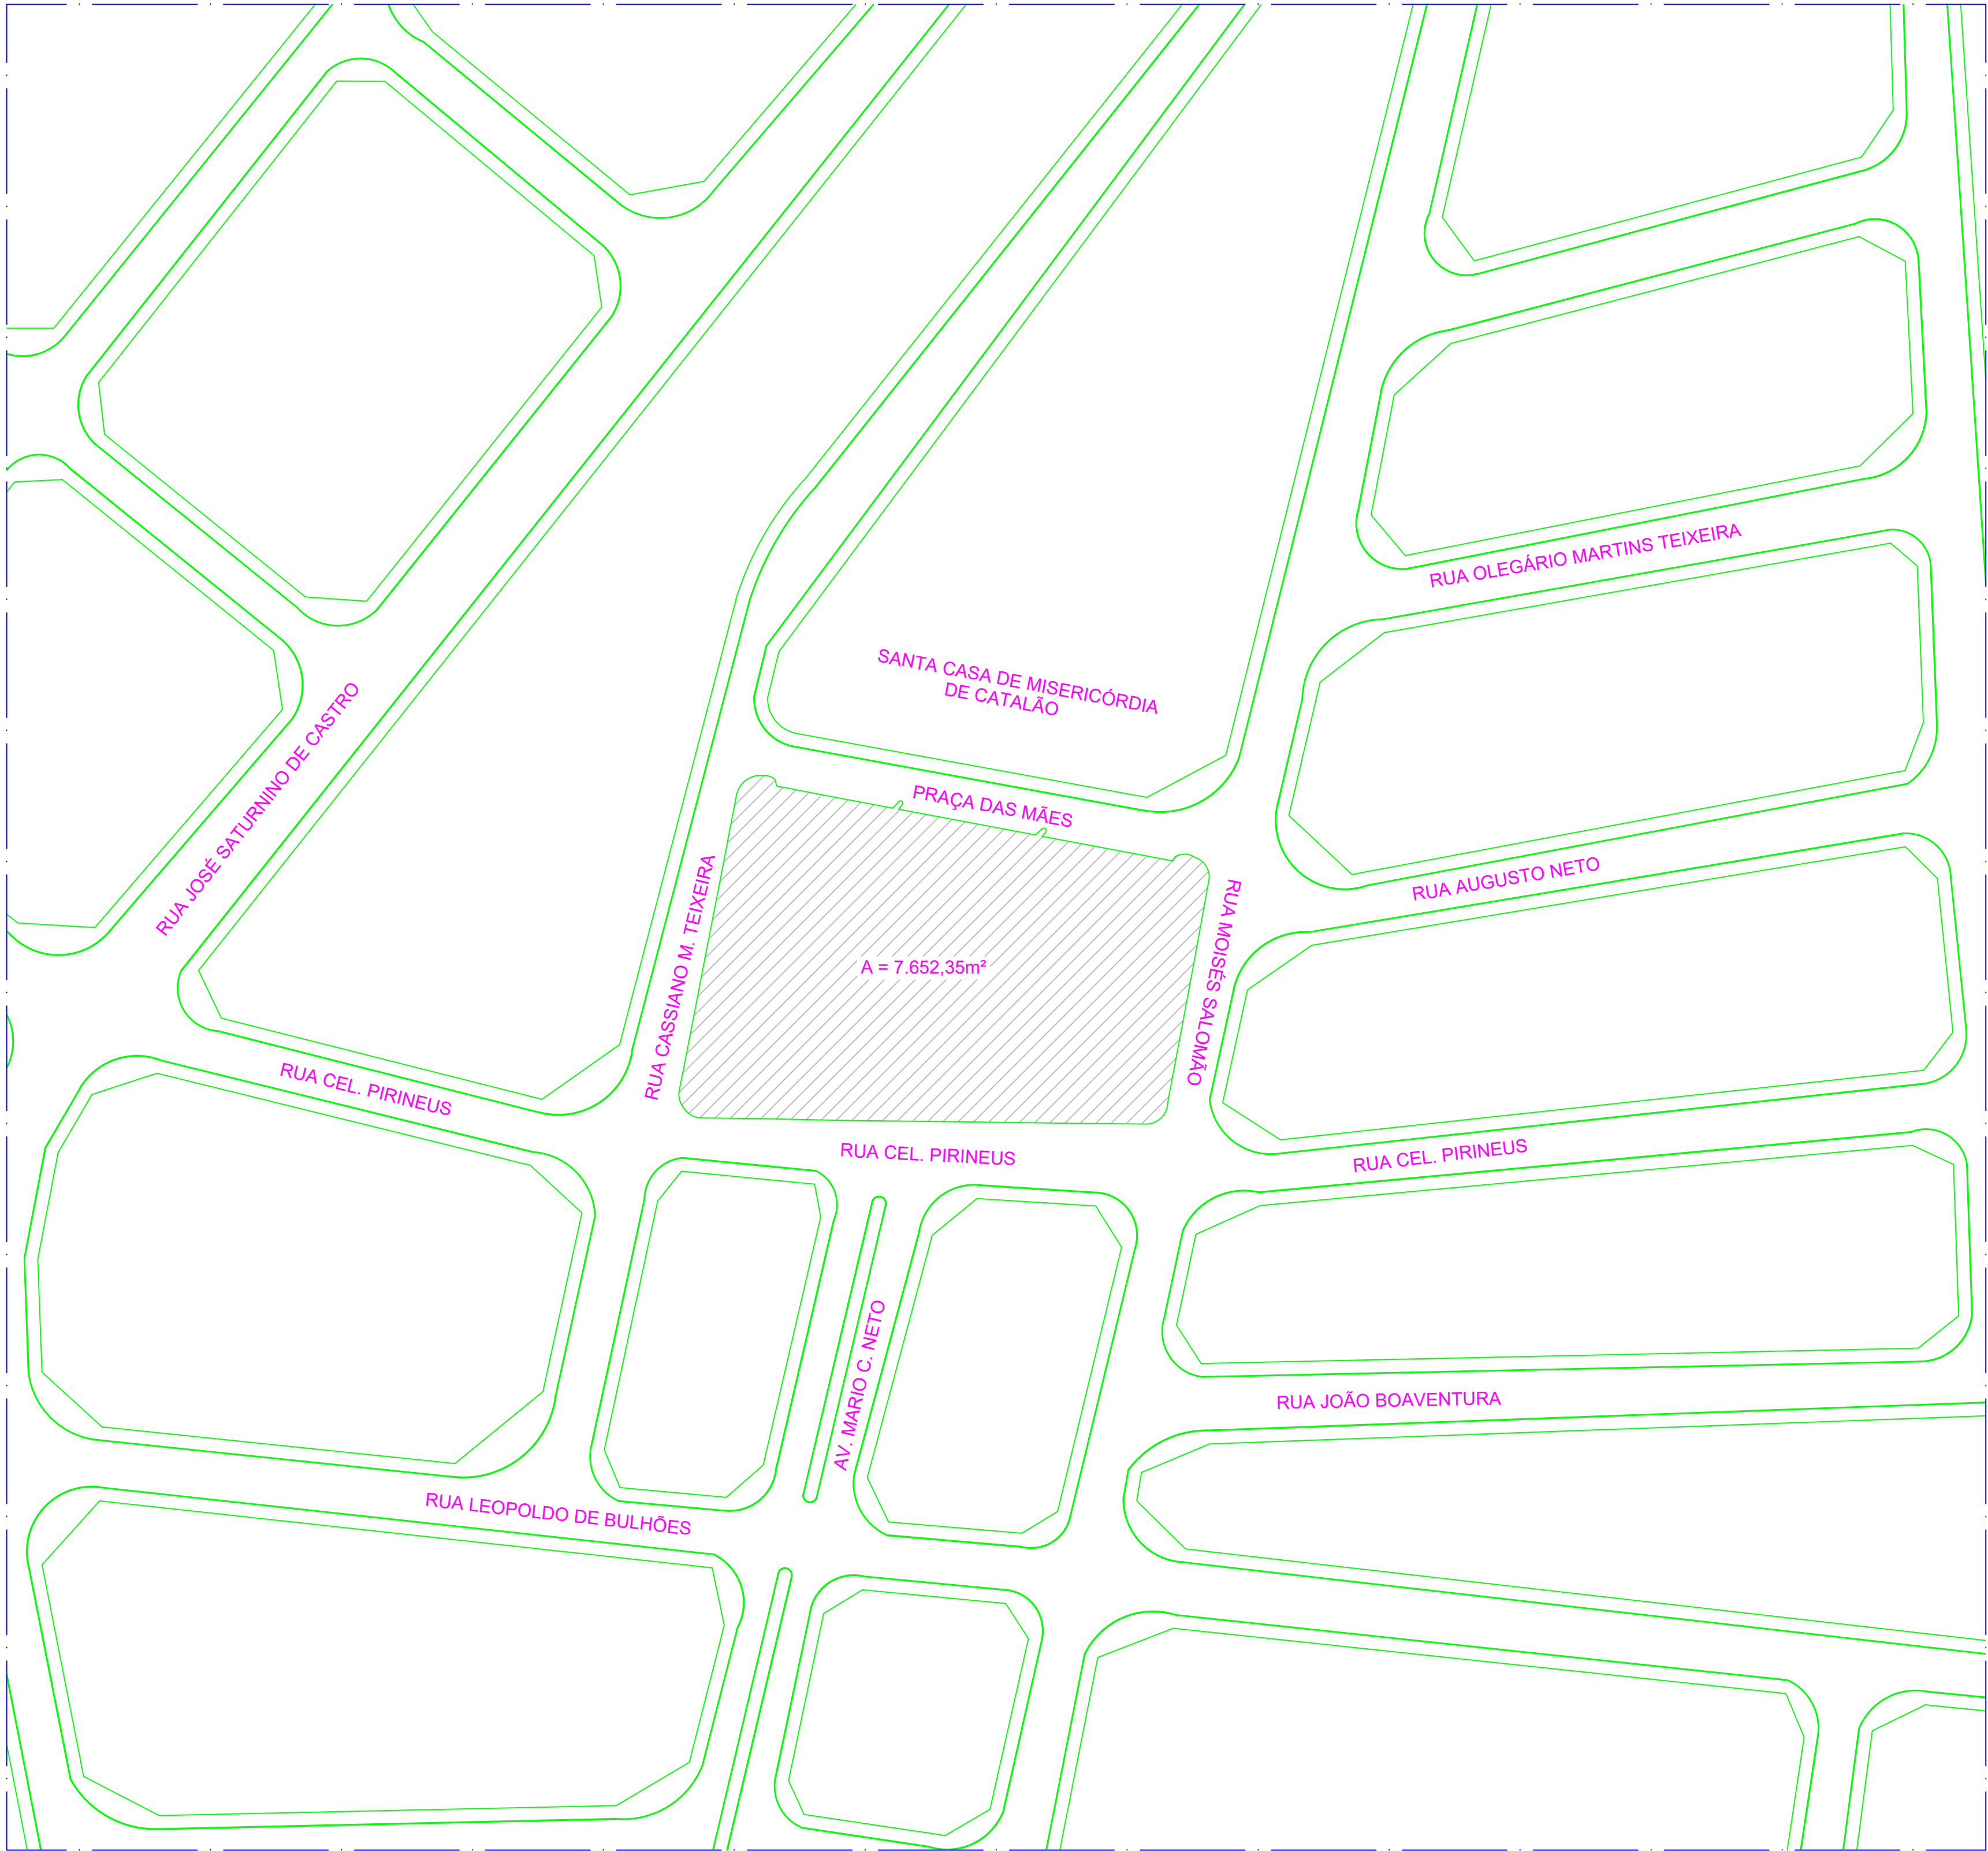 RUA OLEGÁRIO MARTINS TEIXEIRA
SANTA CASA DE MISERICÓRDIA
DE CATALÃO
RUA JOSÉ SATURNINO DE CASTRO
PRAÇA DAS MÃES
RUA AUGUSTO NETO
RUA CASSIANO M. TEIXEIRA
A = 7.652,35m²
RUA MOISÉS SALOMÃO
RUA CEL. PIRINEUS
RUA CEL. PIRINEUS
RUA CEL. PIRINEUS
AV. MARIO C. NETO
RUA JOÃO BOAVENTURA
RUA LEOPOLDO DE BULHÕES